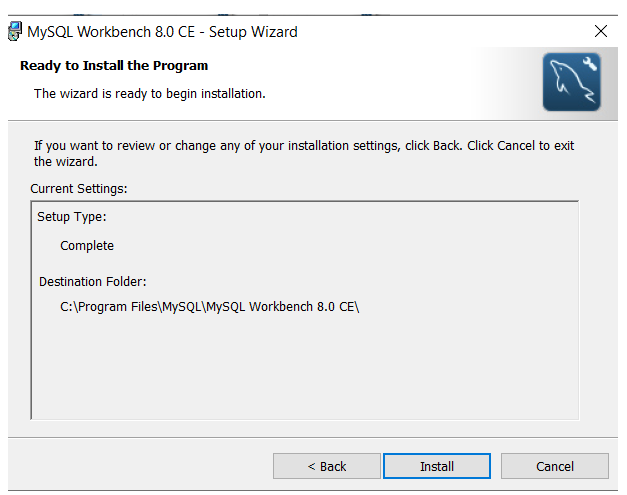 MySQL Workbench 8.0 CE - Setup Wizard
Ready to Install the Program
The wizard is ready to begin installation.
If you want to review or change any of your installation settings, click Back. Click Cancel to exit
the wizard.
Current Settings:
Setup Type:
Complete
Destination Folder:
C:\Program Files\MySQL\MySQL Workbench 8.0 CE\
< Back
Install
Cancel